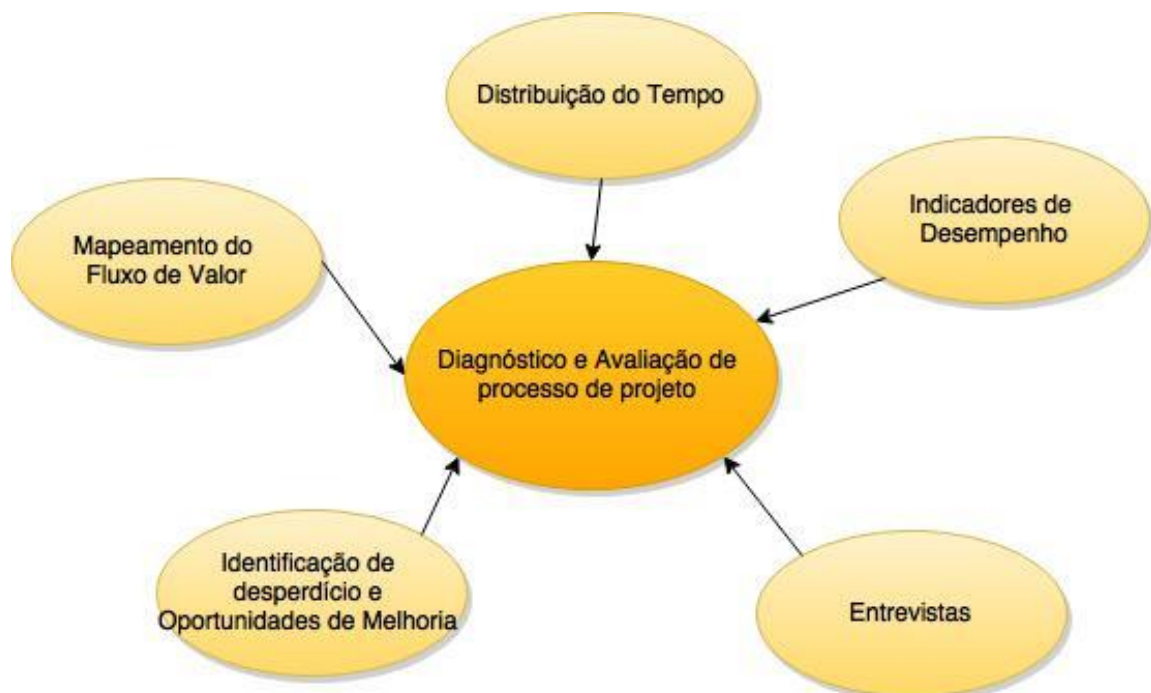 Distribuição do Tempo
Indicadores de
Desempenho
Mapeamento do
Fluxo de Valor
Diagnóstico e Avaliação de
processo de projeto
Identificação de
desperdício e
Oportunidades de Melhoria
Entrevistas